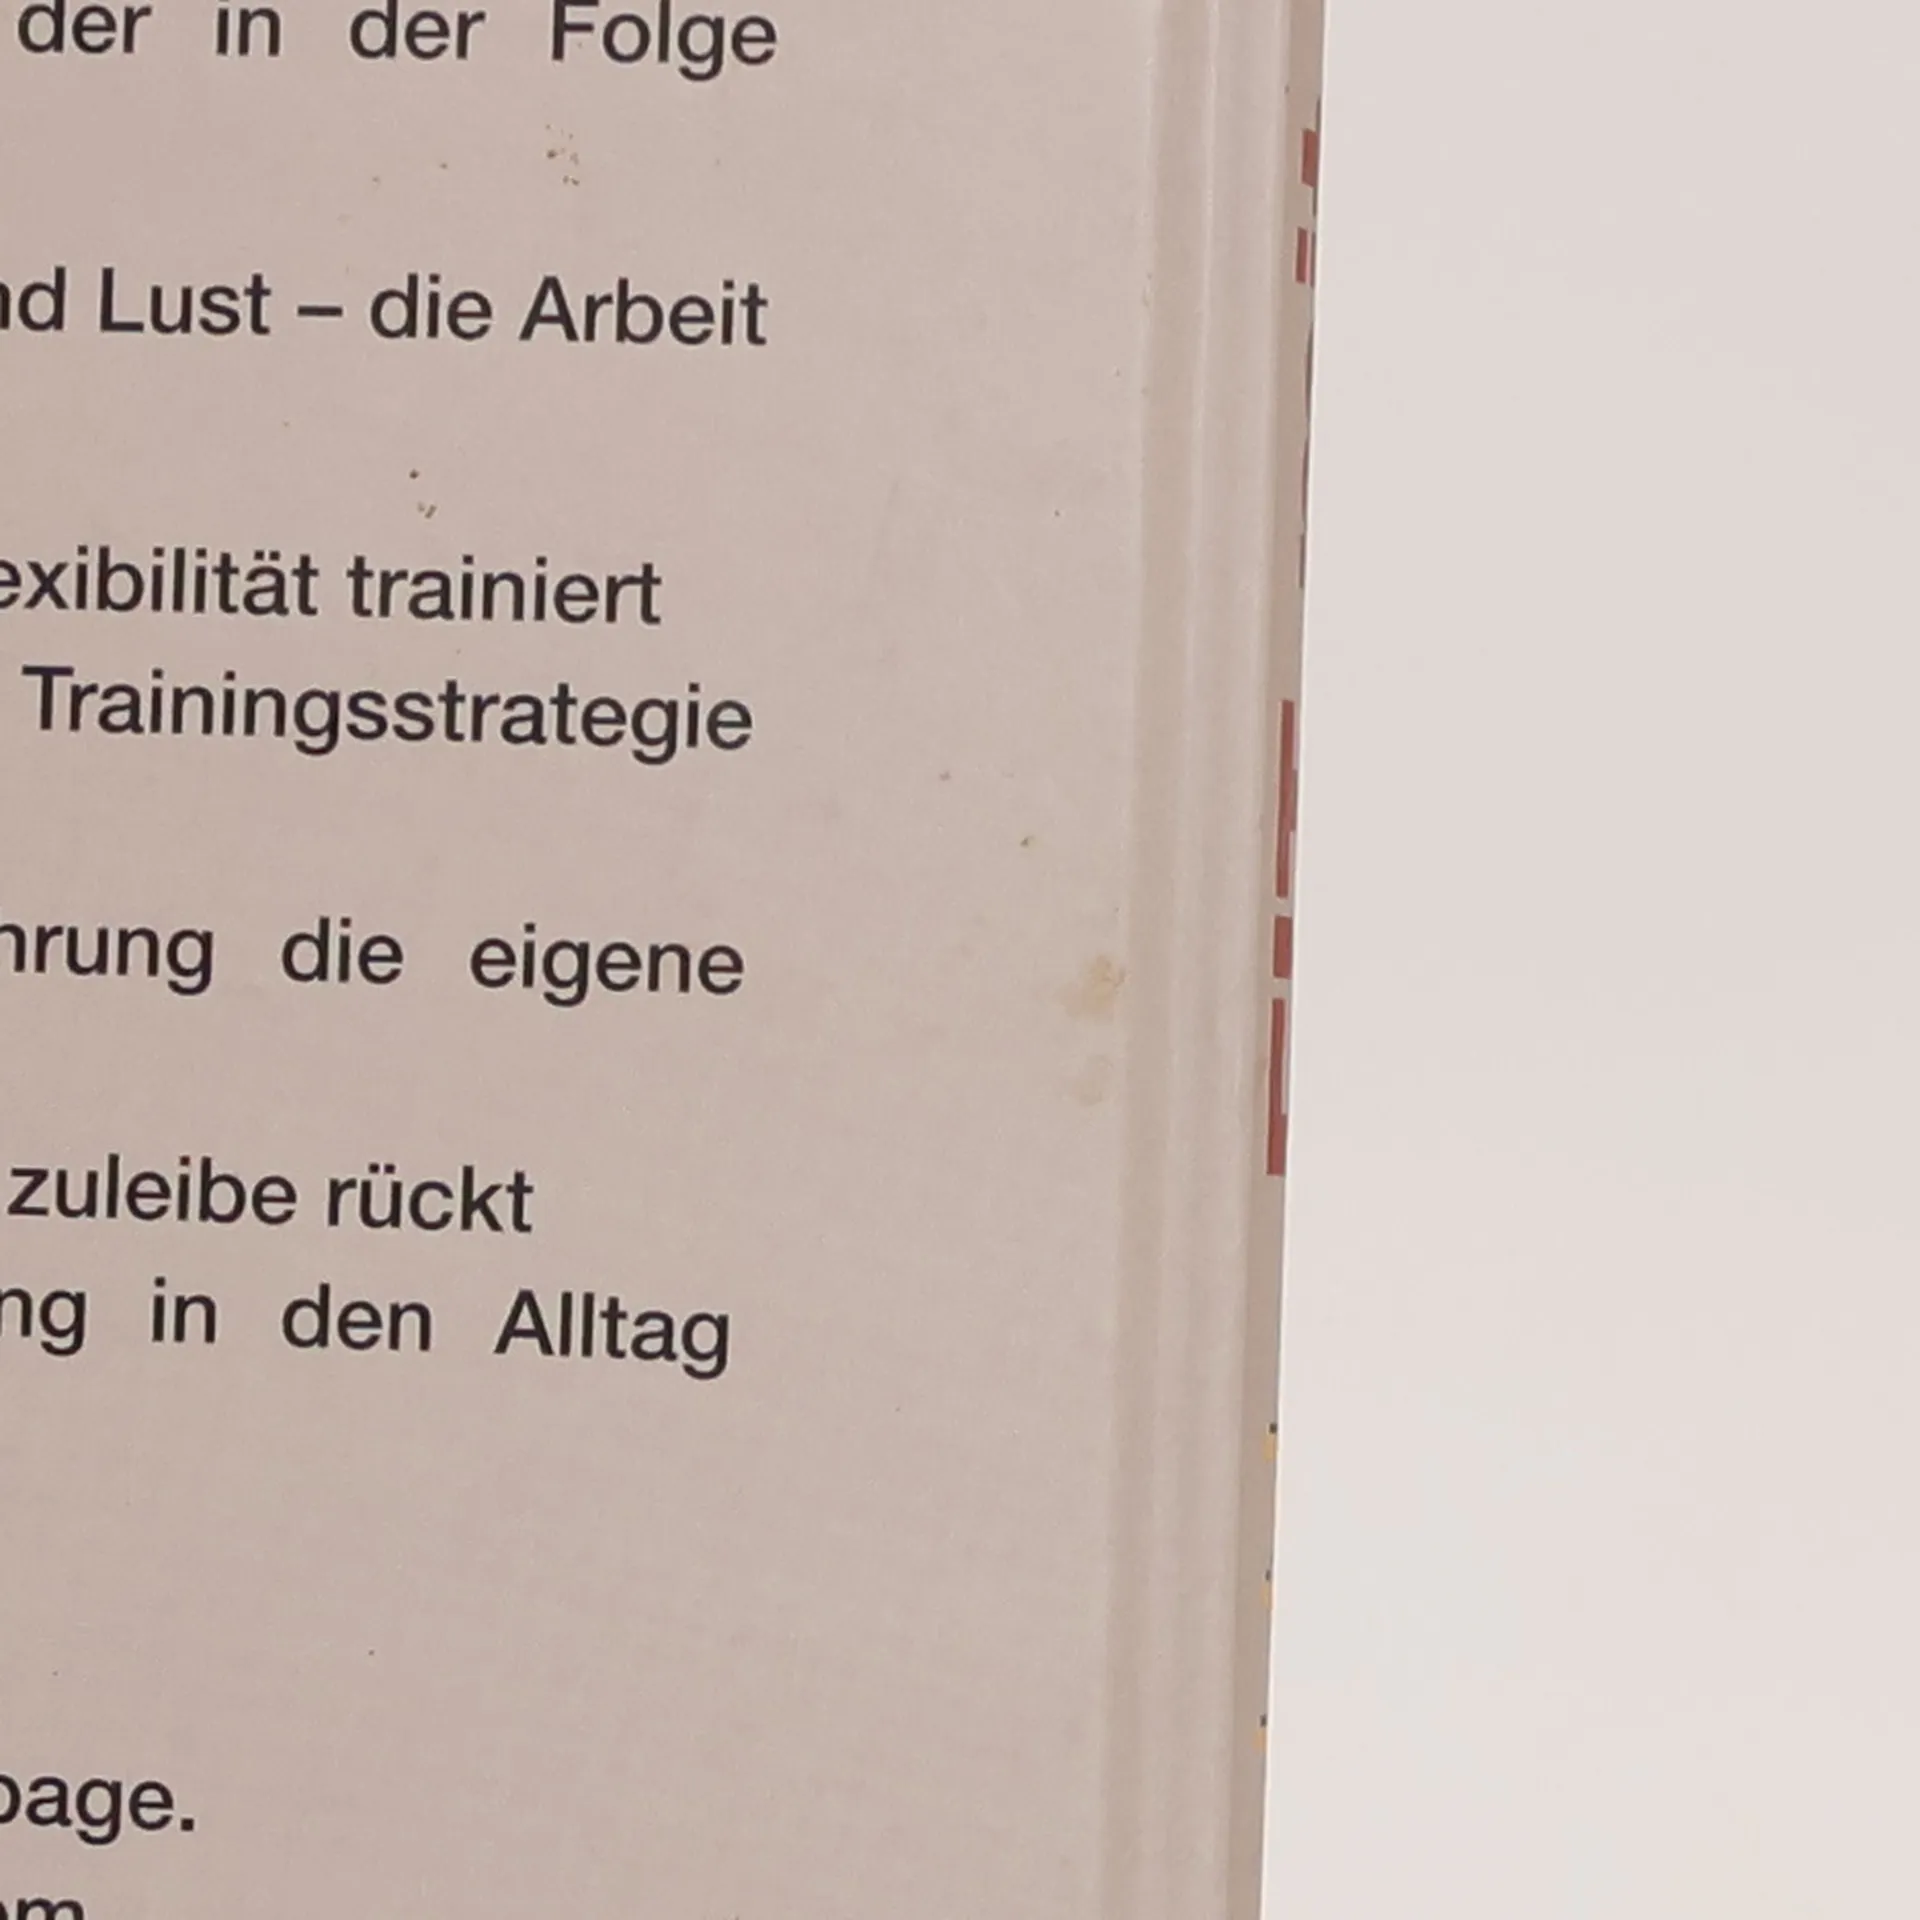 der in der Folge
nd Lust – die Arbeit
exibilität trainiert
Trainingsstrategie
hrung die eigene
zuleibe rückt
ng in den Alltag
page.
om